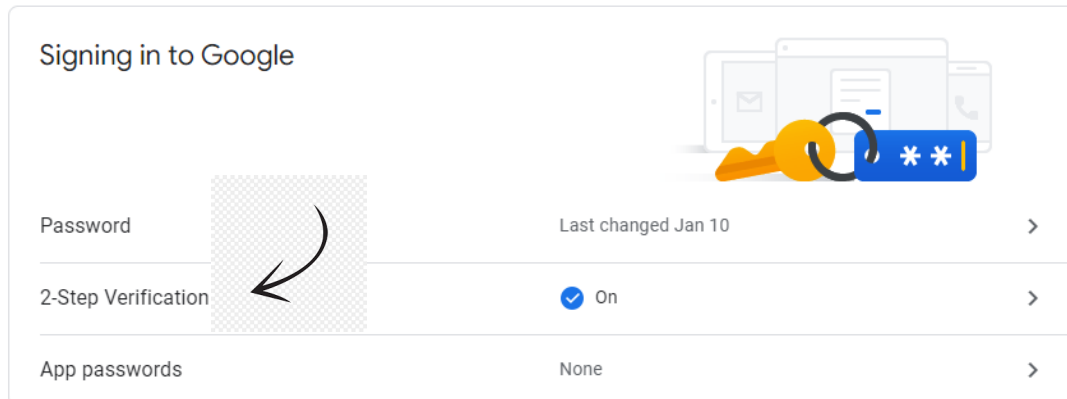 Signing in to Google
Password
Last changed Jan 10
2-Step Verification
On
App passwords
None